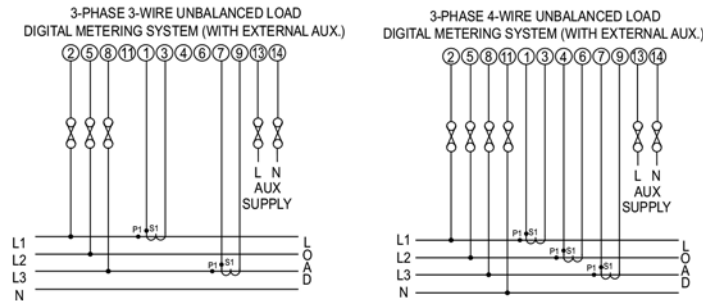 3-PHASE 3-WIRE UNBALANCED LOAD
DIGITAL METERING SYSTEM (WITH EXTERNAL AUX.)
2 5 8 11 1 3 4 6 7 9 13 14
L N
AUX
SUPPLY
P1 S1
L1
P1 S1
L2
L3
N
LOAD
3-PHASE 4-WIRE UNBALANCED LOAD
DIGITAL METERING SYSTEM (WITH EXTERNAL AUX.)
2 5 8 11 1 3 4 6 7 9 13 14
L N
AUX
SUPPLY
P1 S1
L1
P1 S1
L2
P1 S1
L3
N
LOAD